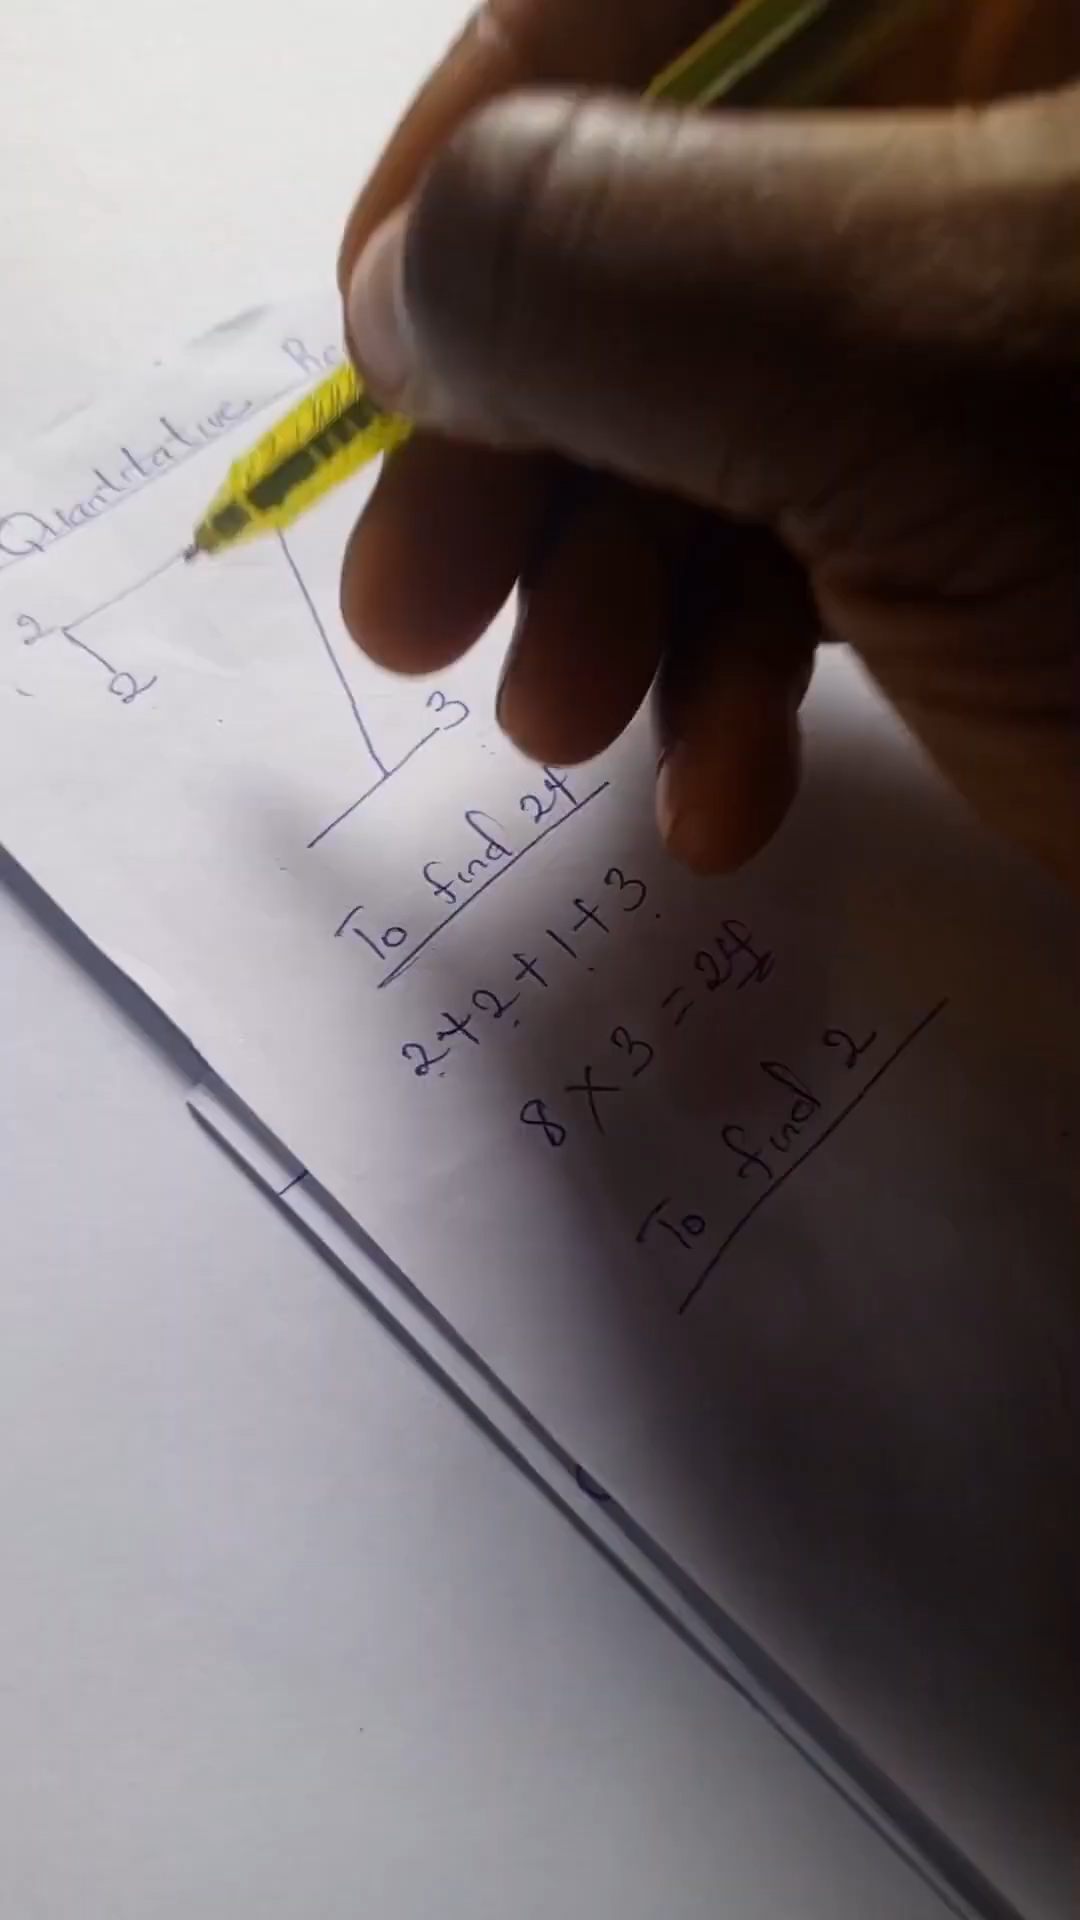 Quantitative
2
2
3
To find 24
2+2+1+3
8 × 3 = 24
To find 2